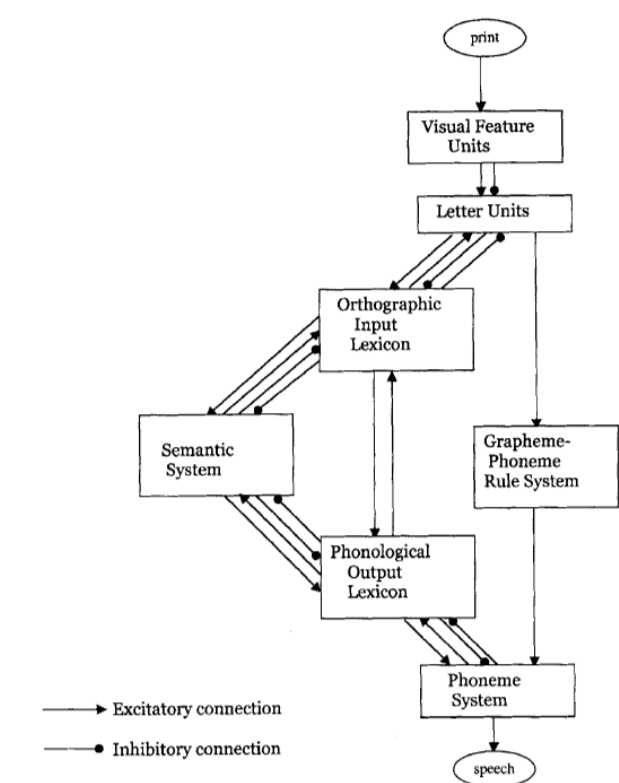 print
Visual Feature
Units
Letter Units
Orthographic
Input
Lexicon
Semantic
System
Grapheme-
Phoneme
Rule System
Phonological
Output
Lexicon
Phoneme
System
Excitatory connection
Inhibitory connection
speech